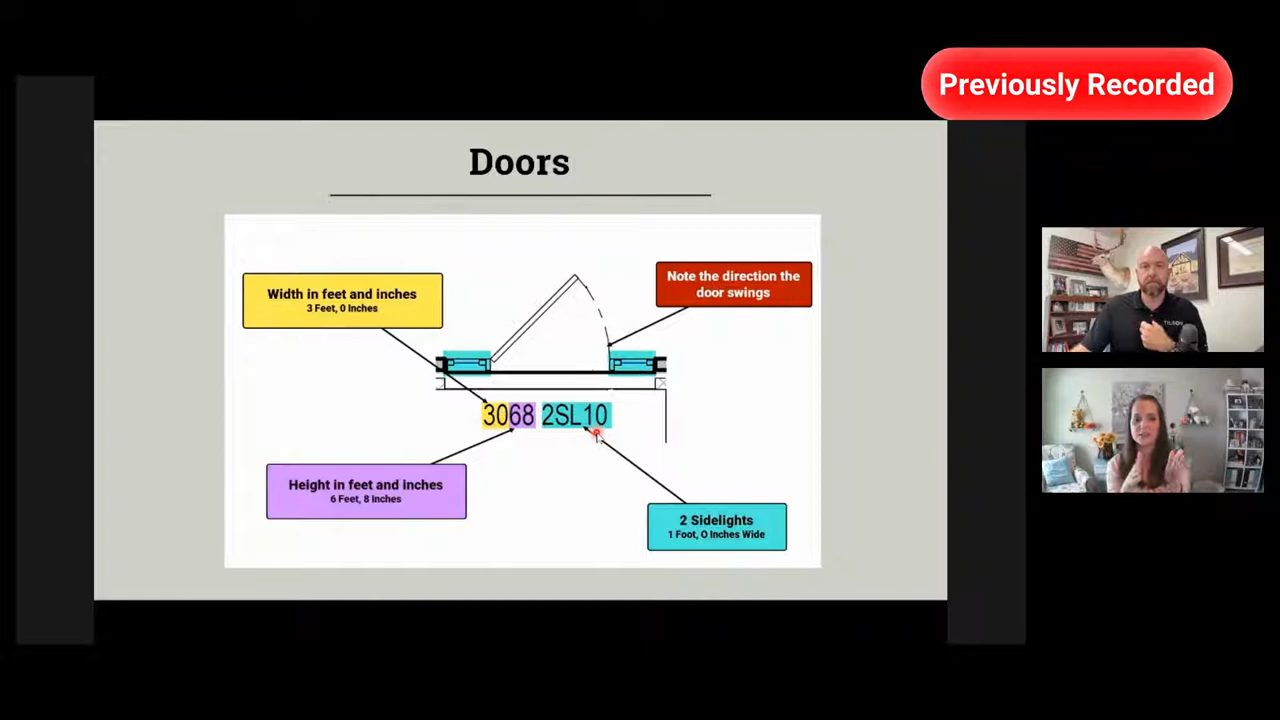 Previously Recorded
Doors
Width in feet and inches
3 Feet, 0 Inches
Note the direction the
door swings
3068 2SL10
Height in feet and inches
6 Feet, 8 Inches
2 Sidelights
1 Foot, 0 Inches Wide
TILSON